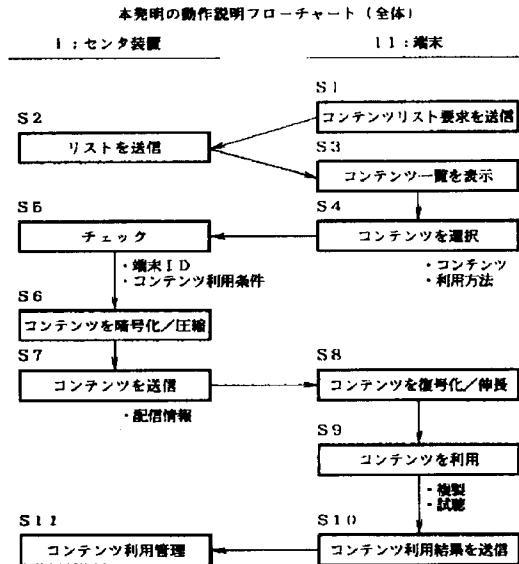 本発明の動作説明フローチャート（全体）
1：センタ装置
11：端末
S1
コンテンツリスト要求を送信
S2
リストを送信
S3
コンテンツ一覧を表示
S4
コンテンツを選択
・コンテンツ
・利用方法
S5
チェック
・端末ID
・コンテンツ利用条件
S6
コンテンツを暗号化／圧縮
S7
コンテンツを送信
・配信情報
S8
コンテンツを復号化／伸長
S9
コンテンツを利用
・複製
・試聴
S10
コンテンツ利用結果を送信
S11
コンテンツ利用管理